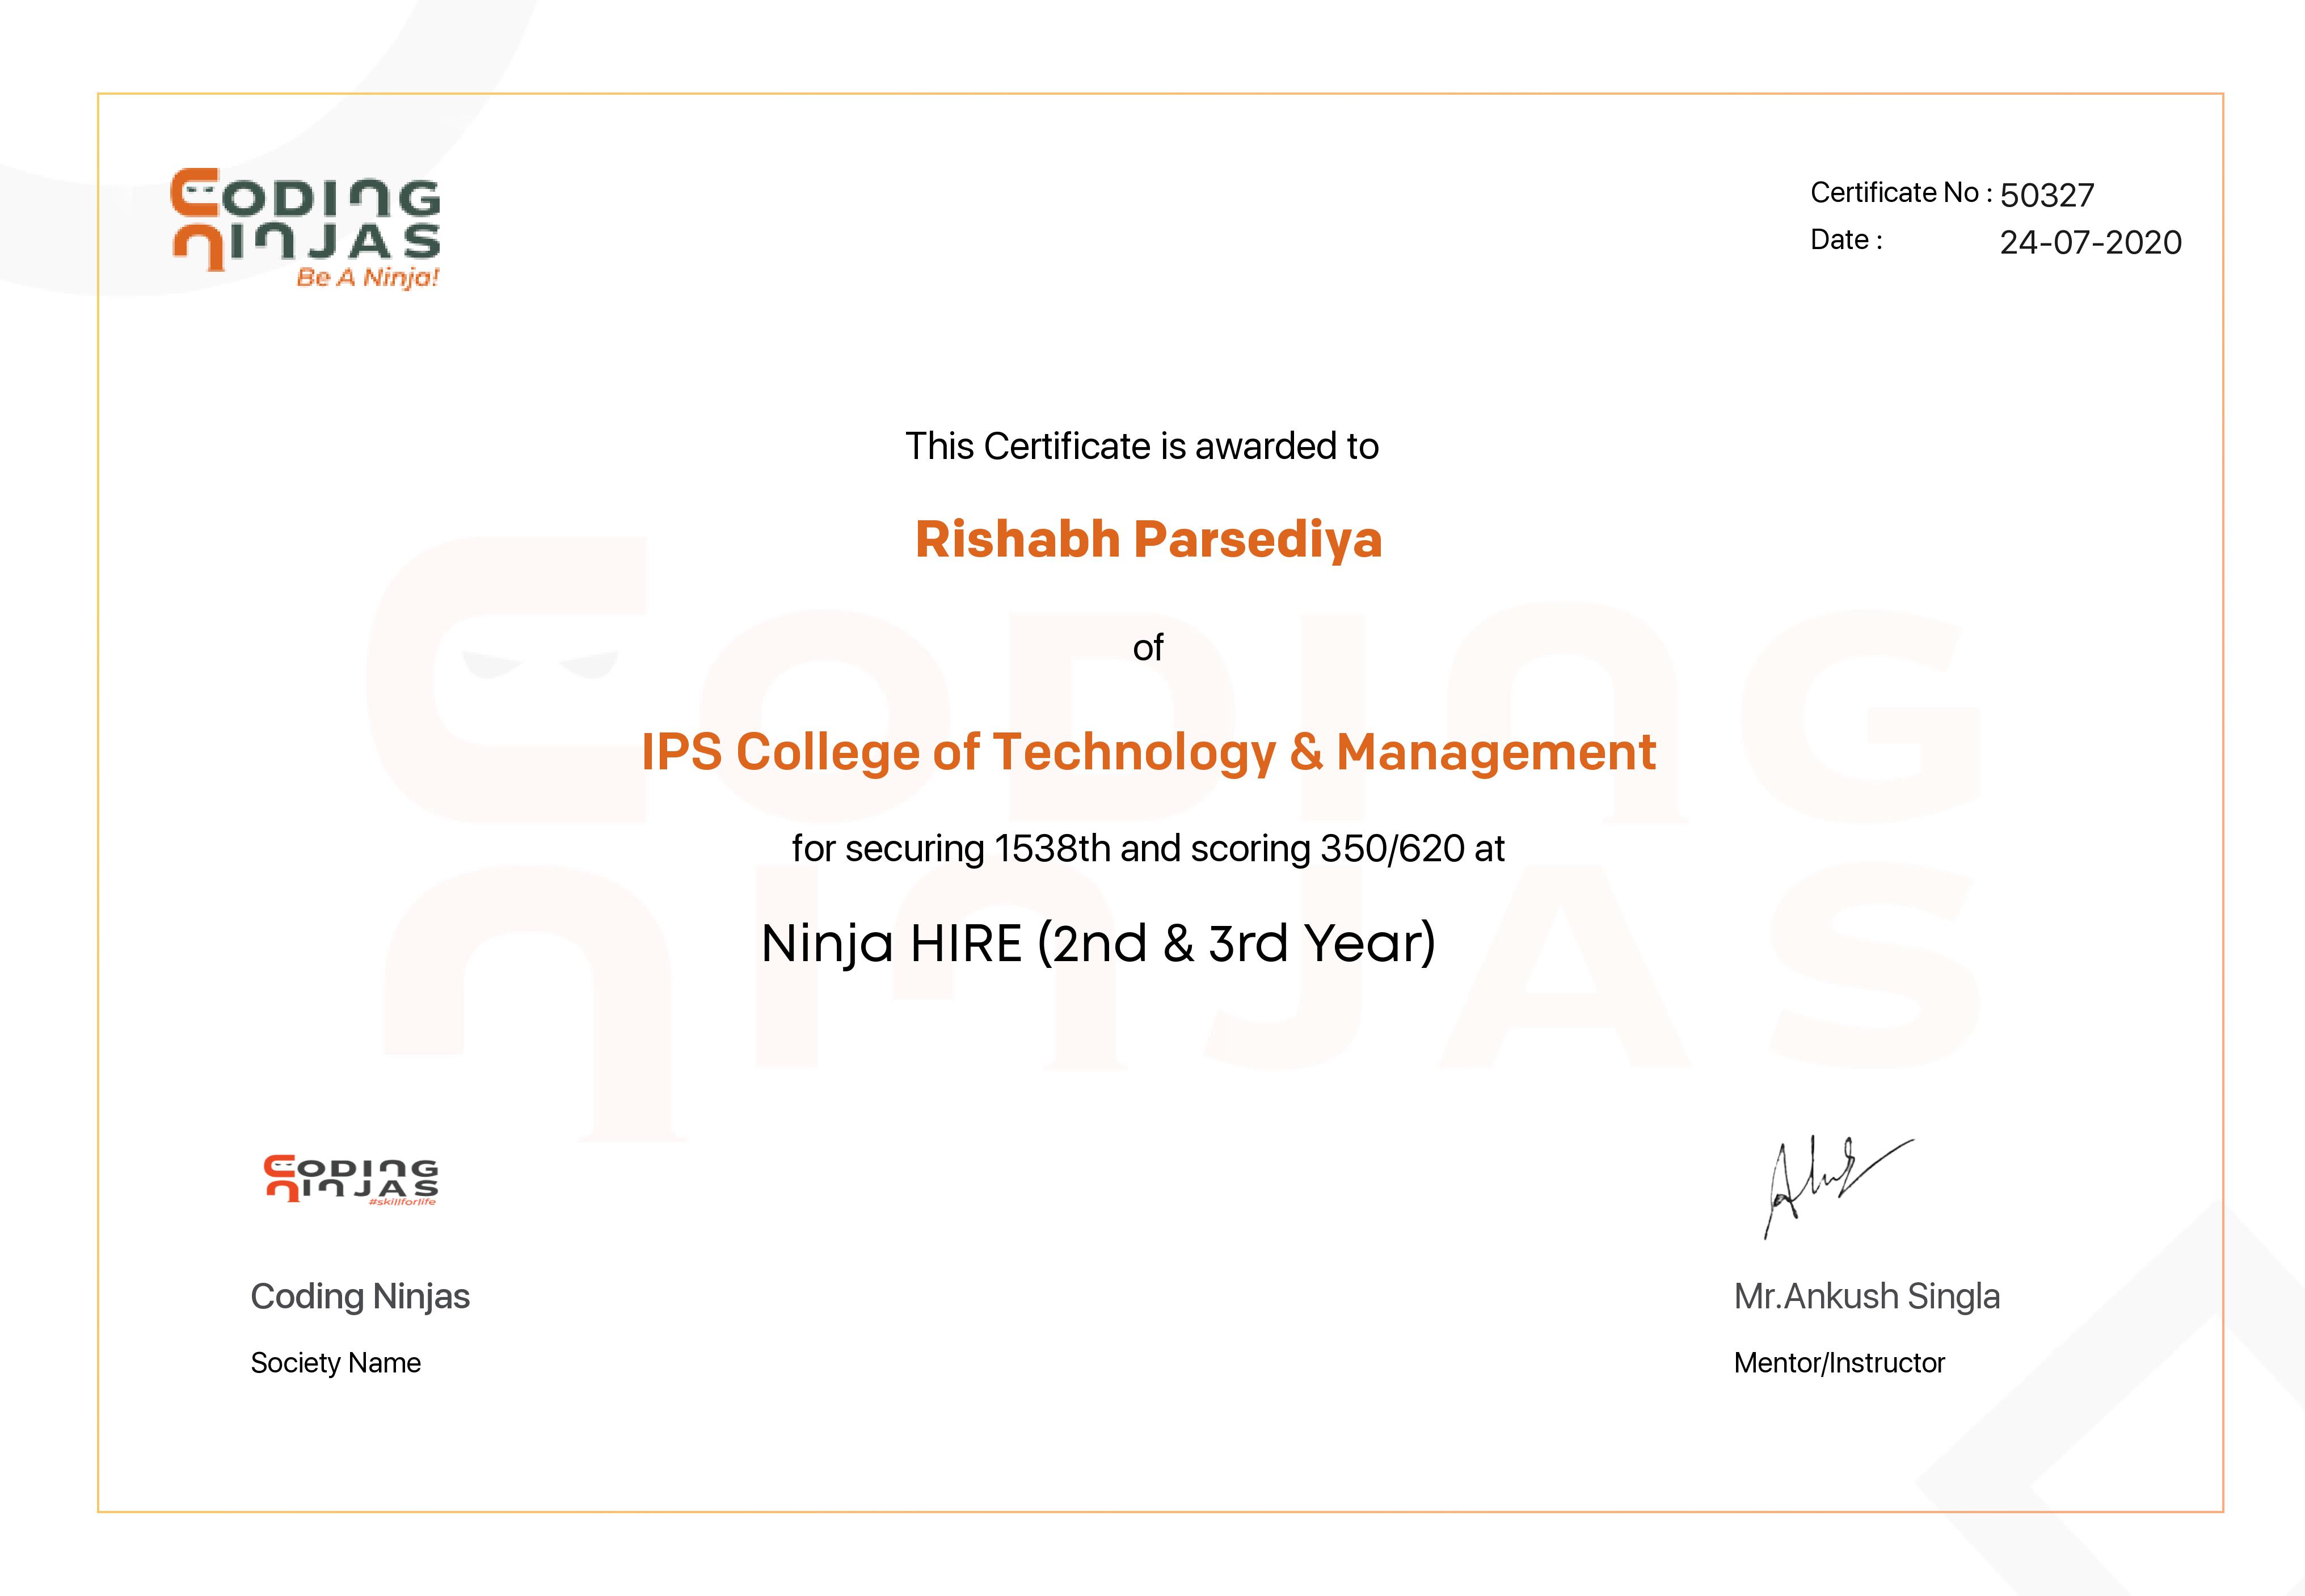 CODING
NINJAS
Be A Ninja!
Certificate No : 50327
Date : 24-07-2020
This Certificate is awarded to
Rishabh Parsediya
of
IPS College of Technology & Management
for securing 1538th and scoring 350/620 at
Ninja HIRE (2nd & 3rd Year)
CODING
NINJAS
CODING
NINJAS
#skillforlife
Coding Ninjas
Society Name
Mr.Ankush Singla
Mentor/Instructor